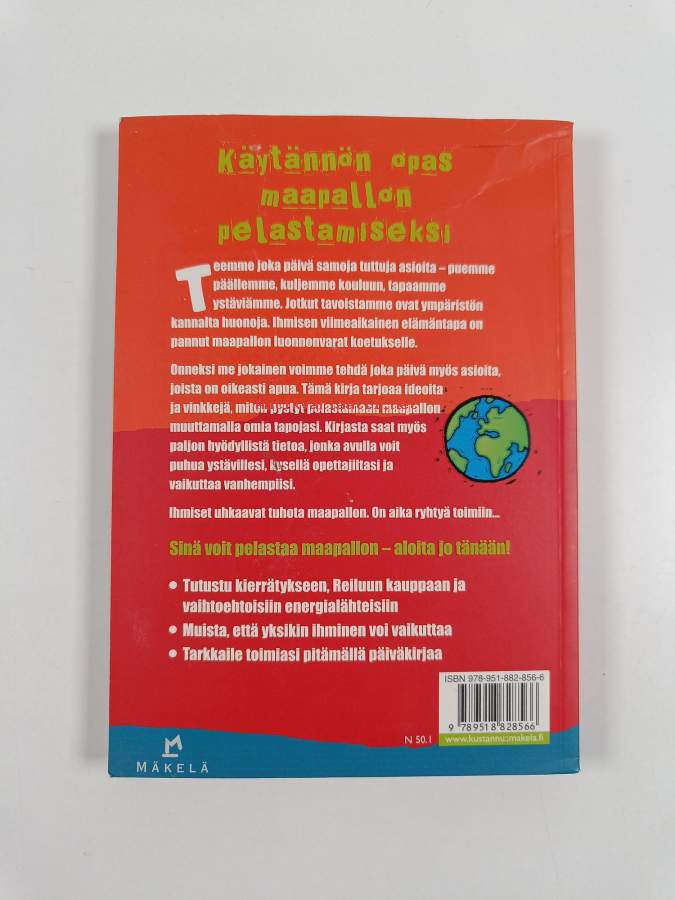 Käytännön opas
maapallon
pelastamiseksi
Teemme joka päivä samoja tuttuja asioita – puemme
päällemme, kuljemme kouluun, tapaamme
ystäviämme. Jotkut tavoistamme ovat ympäristön
kannalta huonoja. Ihmisen viimeaikainen elämäntapa on
pannut maapallon luonnonvarat koetukselle.
Onneksi me jokainen voimme tehdä joka päivä myös asioita,
joista on oikeasti apua. Tämä kirja tarjoaa ideoita
ja vinkkejä, miten pystyt pelastamaan maapallon
muuttamalla omia tapojasi. Kirjasta saat myös
paljon hyödyllistä tietoa, jonka avulla voit
puhua ystävillesi, kysellä opettajiltasi ja
vaikuttaa vanhempiisi.
Ihmiset uhkaavat tuhota maapallon. On aika ryhtyä toimiin...
Sinä voit pelastaa maapallon – aloita jo tänään!
• Tutustu kierrätykseen, Reiluun kauppaan ja
vaihtoehtoisiin energialähteisiin
• Muista, että yksikin ihminen voi vaikuttaa
• Tarkkaile toimiasi pitämällä päiväkirjaa
ISBN 978-951-882-856-6
9 789518 828566
N 50.1
www.kustannusmakela.fi
MÄKELÄ